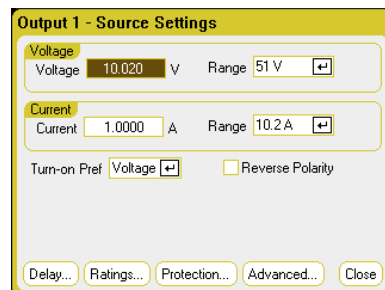 Output 1 - Source Settings
Voltage
Voltage 10.020 V Range 51 V
Current
Current 1.0000 A Range 10.2 A
Turn-on Pref Voltage Reverse Polarity
Delay... Ratings... Protection... Advanced... Close